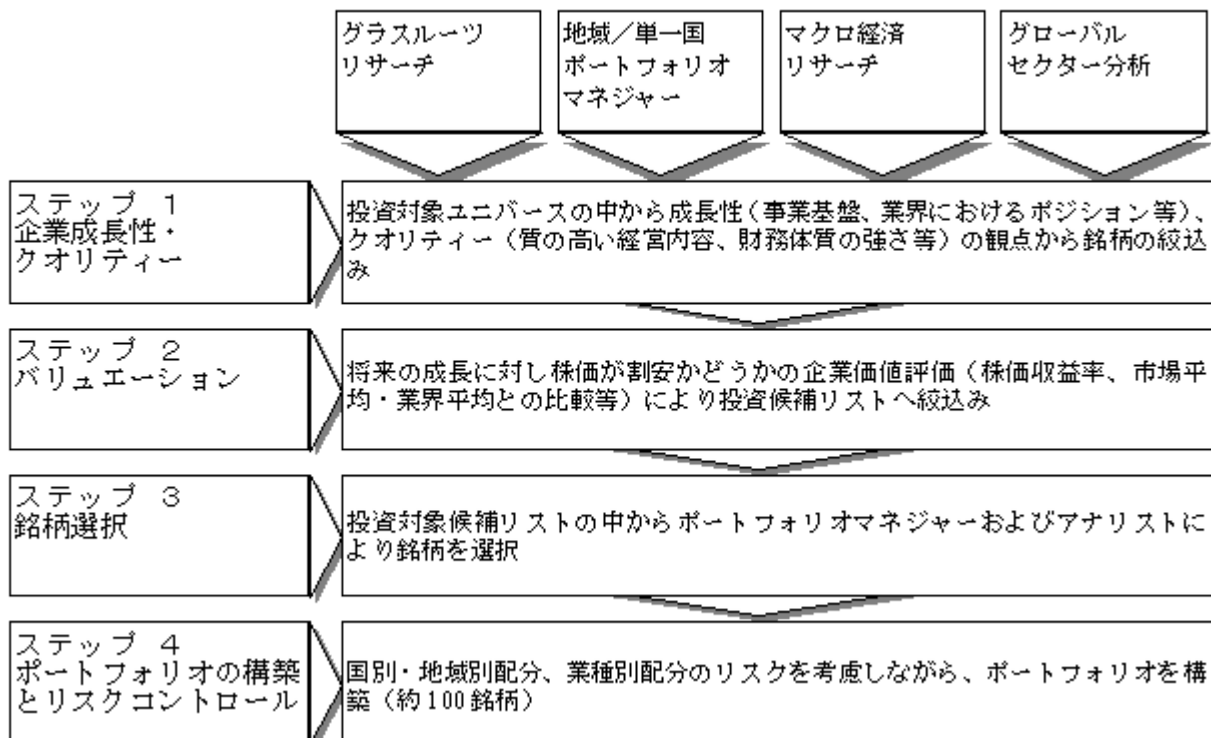 グラスルーツ
リサーチ
地域／単一国
ポートフォリオ
マネジャー
マクロ経済
リサーチ
グローバル
セクター分析
ステップ　1
企業成長性・
クオリティー
投資対象ユニバースの中から成長性（事業基盤、業界におけるポジション等）、
クオリティー（質の高い経営内容、財務体質の強さ等）の観点から銘柄の絞込
み
ステップ　2
バリュエーション
将来の成長に対し株価が割安かどうかの企業価値評価（株価収益率、市場平
均・業界平均との比較等）により投資候補リストへ絞込み
ステップ　3
銘柄選択
投資対象候補リストの中からポートフォリオマネジャーおよびアナリストに
より銘柄を選択
ステップ　4
ポートフォリオの構築
とリスクコントロール
国別・地域別配分、業種別配分のリスクを考慮しながら、ポートフォリオを構
築（約100銘柄）